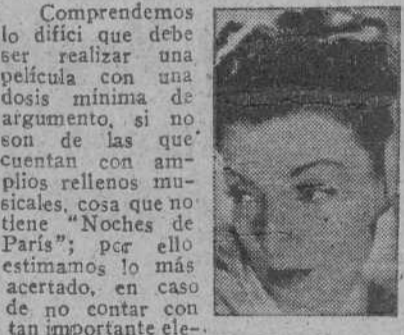 Comprendemos
lo difíci que debe
ser realizar una
película con una
dosis mínima de
argumento, si no
son de las que
cuentan con am-
plios rellenos mu-
sicales, cosa que no
tiene "Noches de
París"; por ello
estimamos lo más
acertado, en caso
de no contar con
tan importante ele-